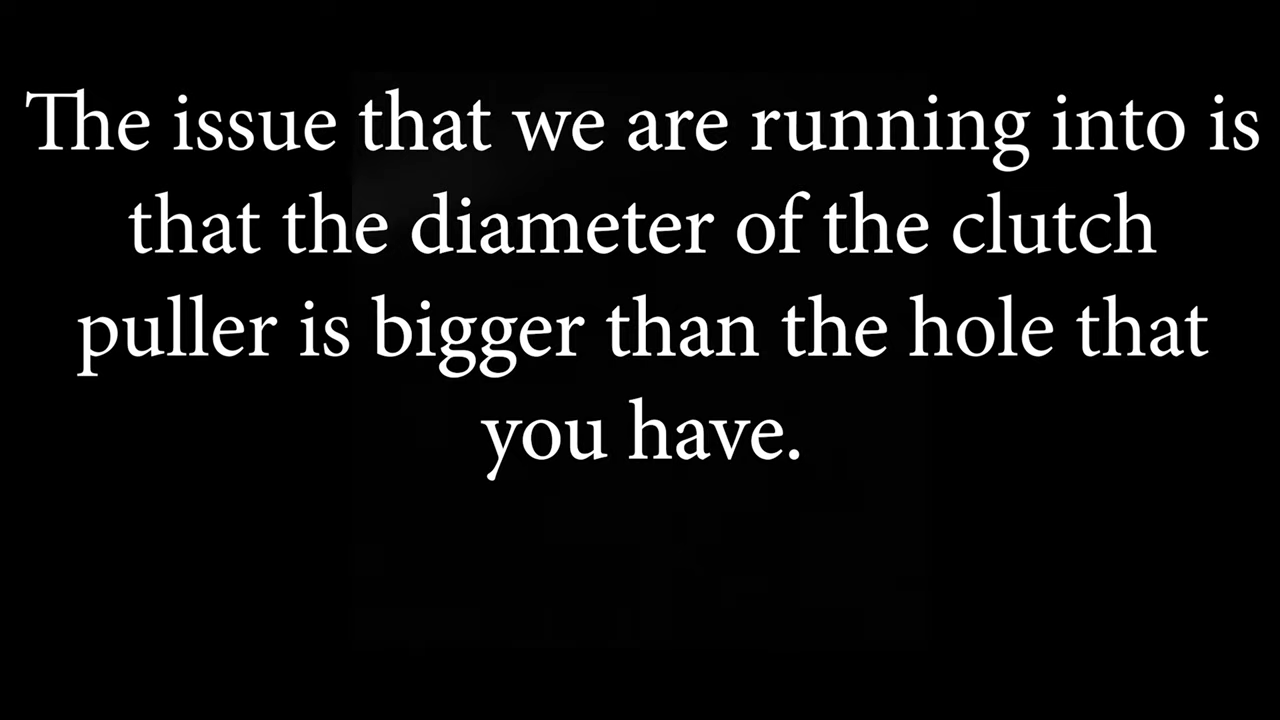 The issue that we are running into is
that the diameter of the clutch
puller is bigger than the hole that
you have.